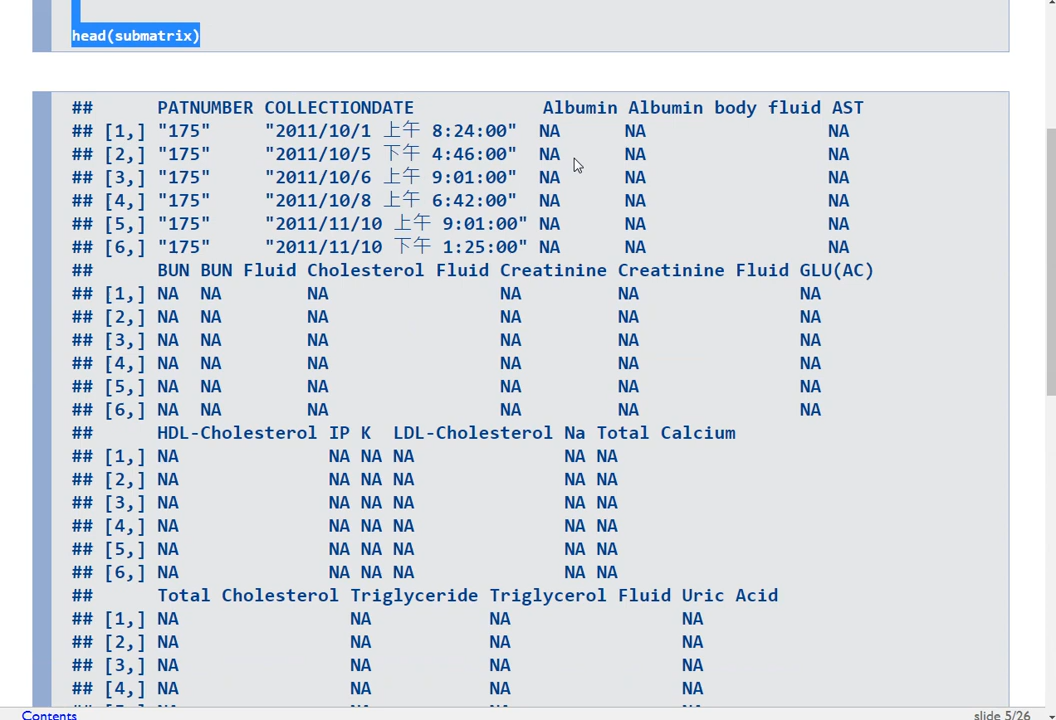 head(submatrix)
##      PATNUMBER COLLECTIONDATE            Albumin Albumin body fluid AST
## [1,] "175"     "2011/10/1 上午 8:24:00"  NA      NA                 NA
## [2,] "175"     "2011/10/5 下午 4:46:00"  NA      NA                 NA
## [3,] "175"     "2011/10/6 上午 9:01:00"  NA      NA                 NA
## [4,] "175"     "2011/10/8 上午 6:42:00"  NA      NA                 NA
## [5,] "175"     "2011/11/10 上午 9:01:00" NA      NA                 NA
## [6,] "175"     "2011/11/10 下午 1:25:00" NA      NA                 NA
##      BUN BUN Fluid Cholesterol Fluid Creatinine Creatinine Fluid GLU(AC)
## [1,] NA  NA        NA                NA         NA               NA
## [2,] NA  NA        NA                NA         NA               NA
## [3,] NA  NA        NA                NA         NA               NA
## [4,] NA  NA        NA                NA         NA               NA
## [5,] NA  NA        NA                NA         NA               NA
## [6,] NA  NA        NA                NA         NA               NA
##      HDL-Cholesterol IP K  LDL-Cholesterol Na Total Calcium
## [1,] NA              NA NA NA              NA NA
## [2,] NA              NA NA NA              NA NA
## [3,] NA              NA NA NA              NA NA
## [4,] NA              NA NA NA              NA NA
## [5,] NA              NA NA NA              NA NA
## [6,] NA              NA NA NA              NA NA
##      Total Cholesterol Triglyceride Triglycerol Fluid Uric Acid
## [1,] NA                NA           NA                NA
## [2,] NA                NA           NA                NA
## [3,] NA                NA           NA                NA
## [4,] NA                NA           NA                NA
Contents
slide 5/26